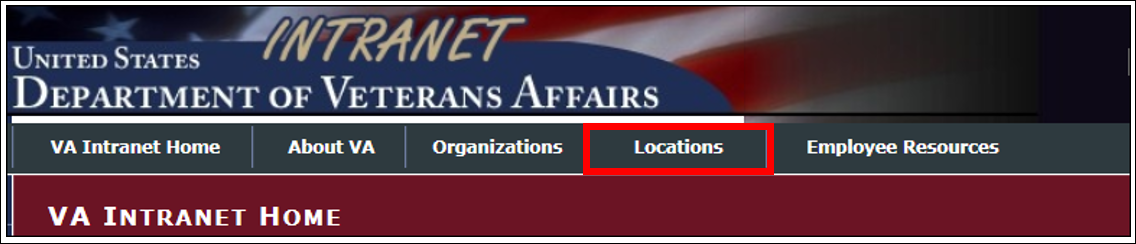 INTRANET
UNITED STATES
DEPARTMENT OF VETERANS AFFAIRS
VA Intranet Home About VA Organizations Locations Employee Resources
VA INTRANET HOME